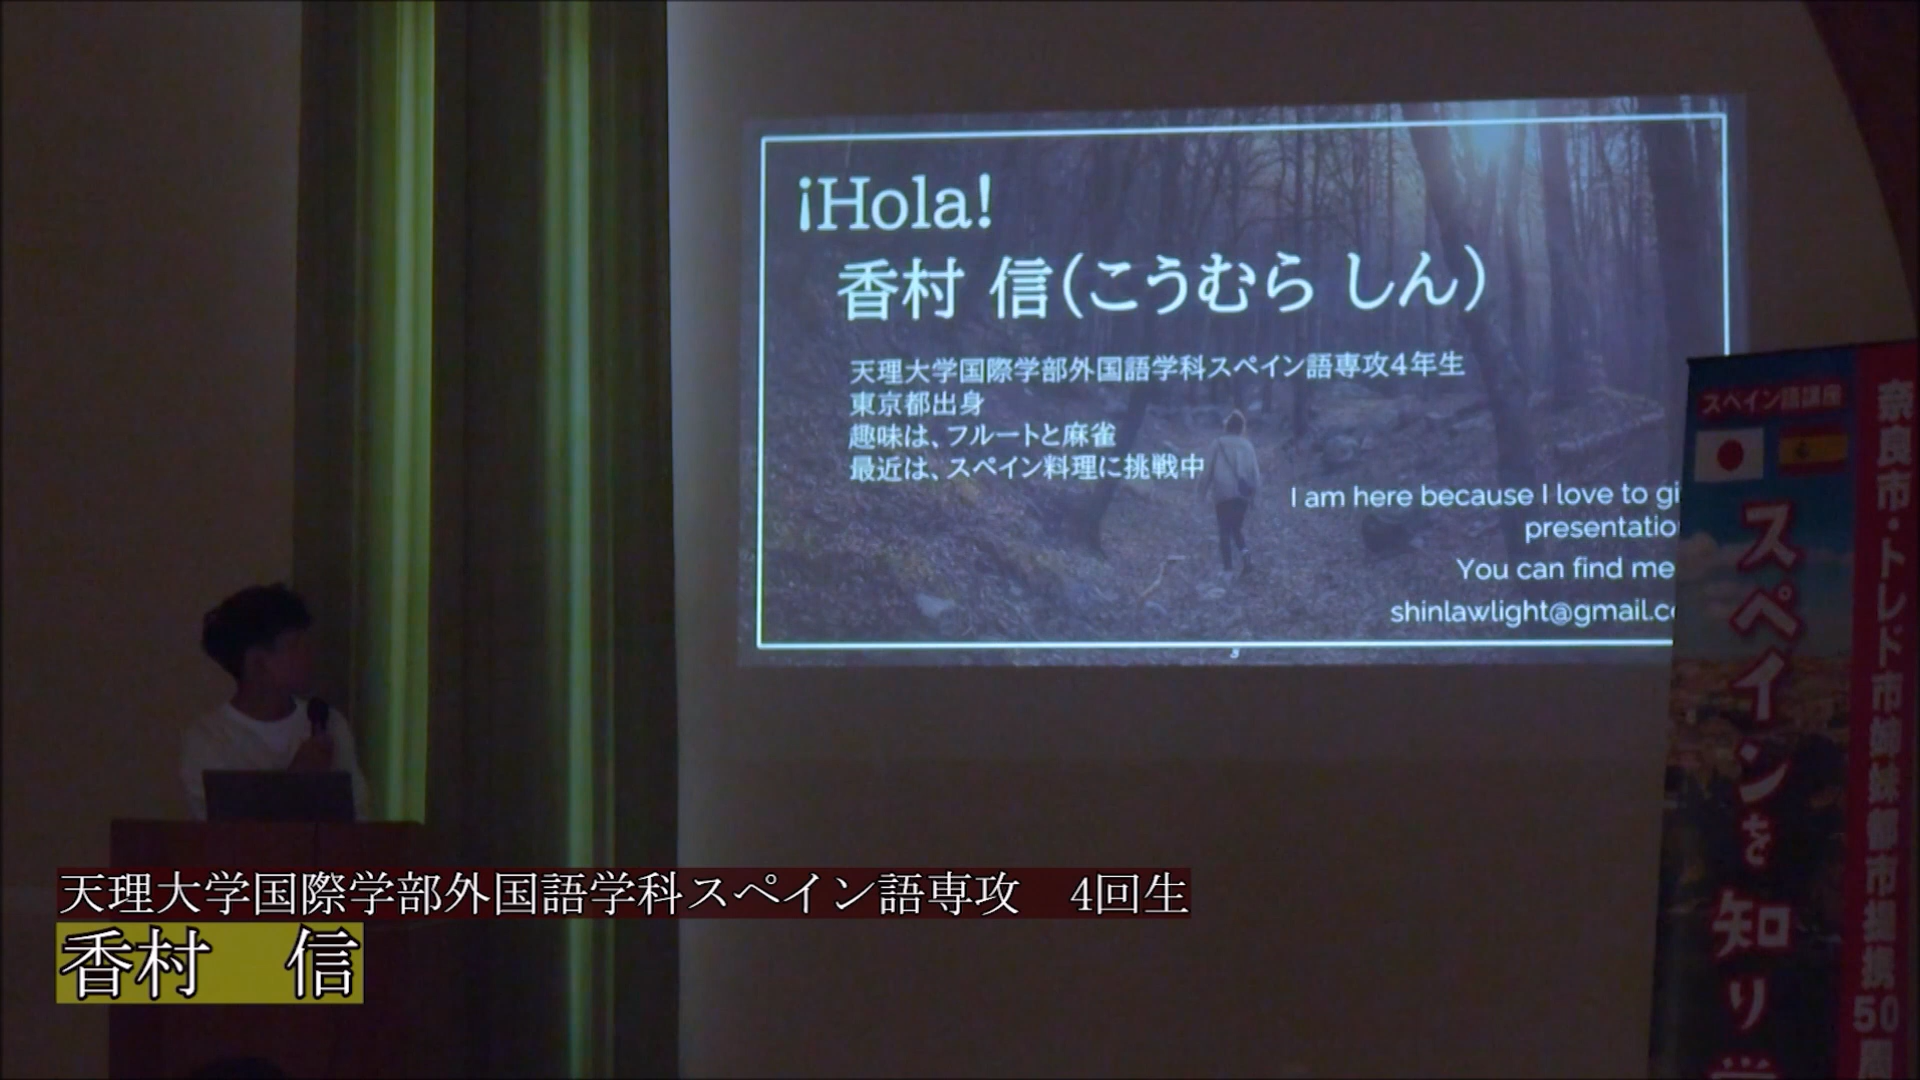 ¡Hola!
香村 信(こうむら しん)
天理大学国際学部外国語学科スペイン語専攻4年生
東京都出身
趣味は、フルートと麻雀
最近は、スペイン料理に挑戦中
I am here because I love to gi
presentatio
You can find me
shinlawlight@gmail.c
3
スペイン語講座
スペインを知り
奈良市・トレド市姉妹都市提携50周
天理大学国際学部外国語学科スペイン語専攻 4回生
香村 信